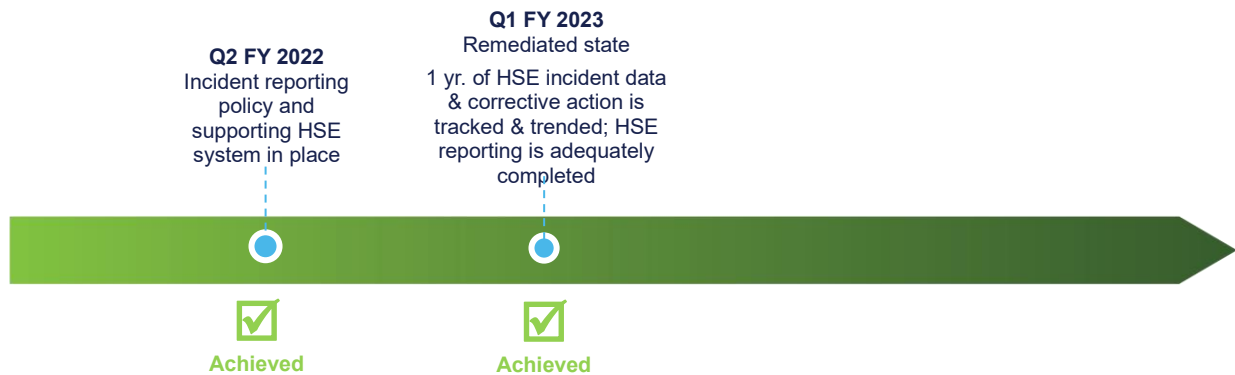 Q2 FY 2022
Incident reporting
policy and
supporting HSE
system in place
Q1 FY 2023
Remediated state
1 yr. of HSE incident data
& corrective action is
tracked & trended; HSE
reporting is adequately
completed
Achieved
Achieved